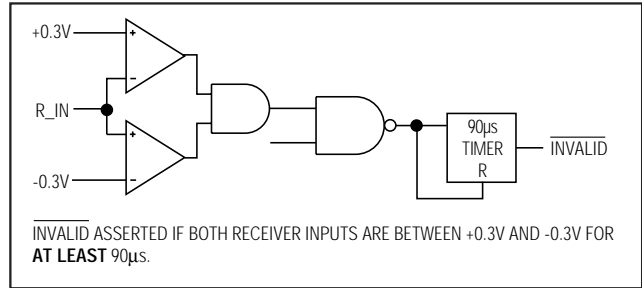 +0.3V
+
−
R_IN
+
−
-0.3V
90µs
TIMER
R
INVALID
INVALID ASSERTED IF BOTH RECEIVER INPUTS ARE BETWEEN +0.3V AND -0.3V FOR
AT LEAST 90µs.